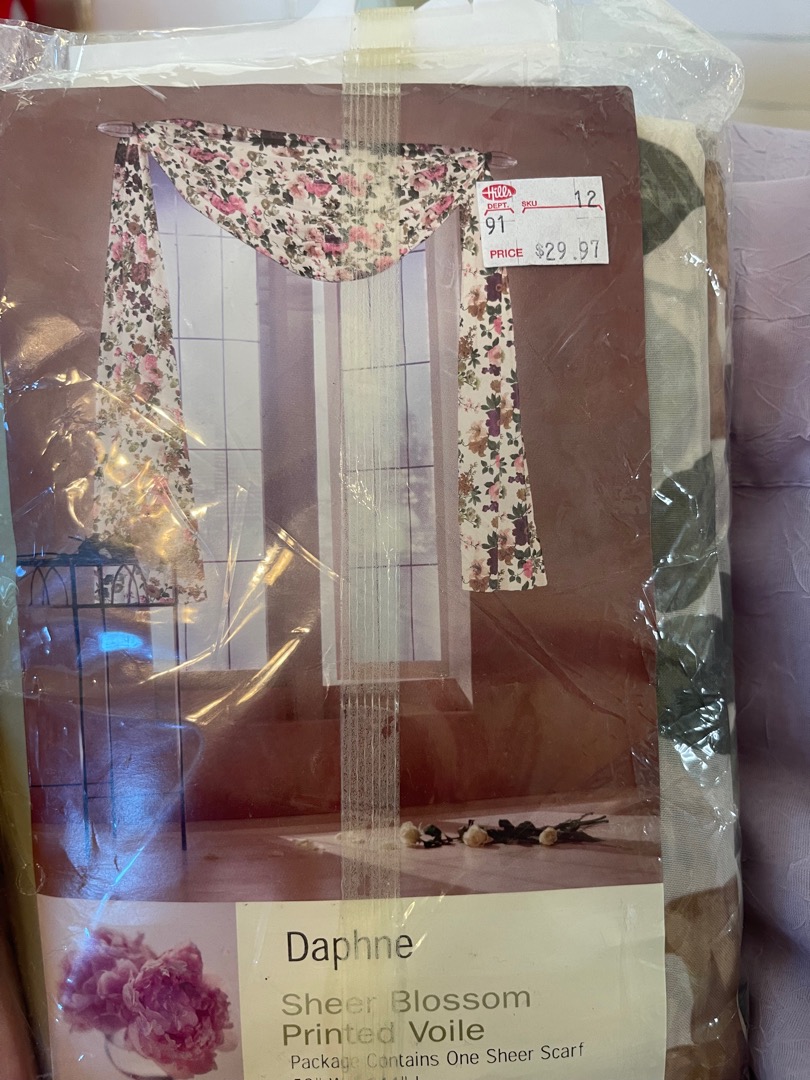 Hills
DEPT. SKU 12
91
PRICE $29.97
Daphne
Sheer Blossom
Printed Voile
Package Contains One Sheer Scarf